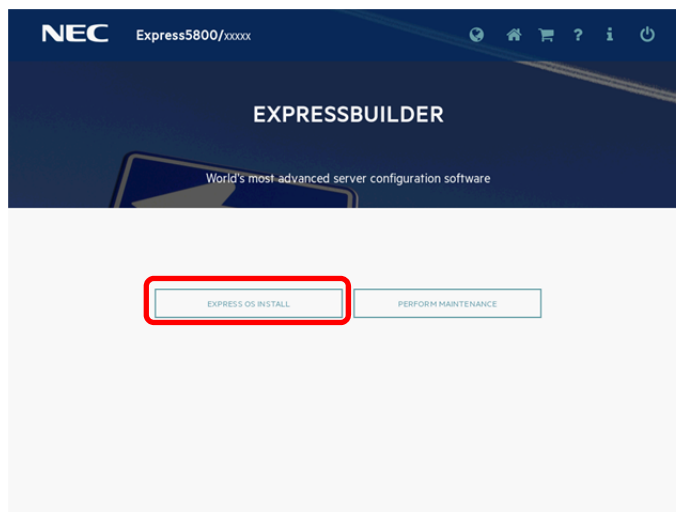 NEC Express5800/xxxxx ? i
EXPRESSBUILDER
World's most advanced server configuration software
EXPRESS OS INSTALL PERFORM MAINTENANCE